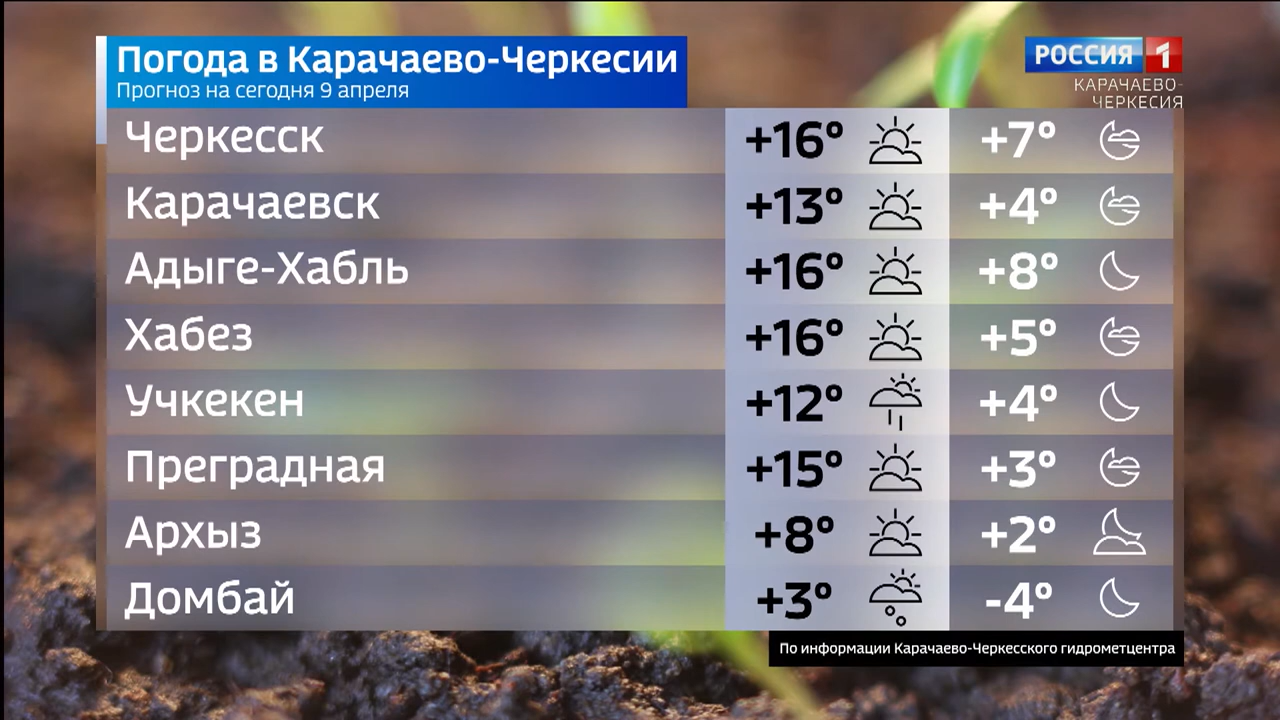 Погода в Карачаево-Черкесии
Прогноз на сегодня 9 апреля
РОССИЯ 1
КАРАЧАЕВО-
ЧЕРКЕСИЯ
Черкесск +16° +7°
Карачаевск +13° +4°
Адыге-Хабль +16° +8°
Хабез +16° +5°
Учкекен +12° +4°
Преградная +15° +3°
Архыз +8° +2°
Домбай +3° -4°
По информации Карачаево-Черкесского гидрометцентра